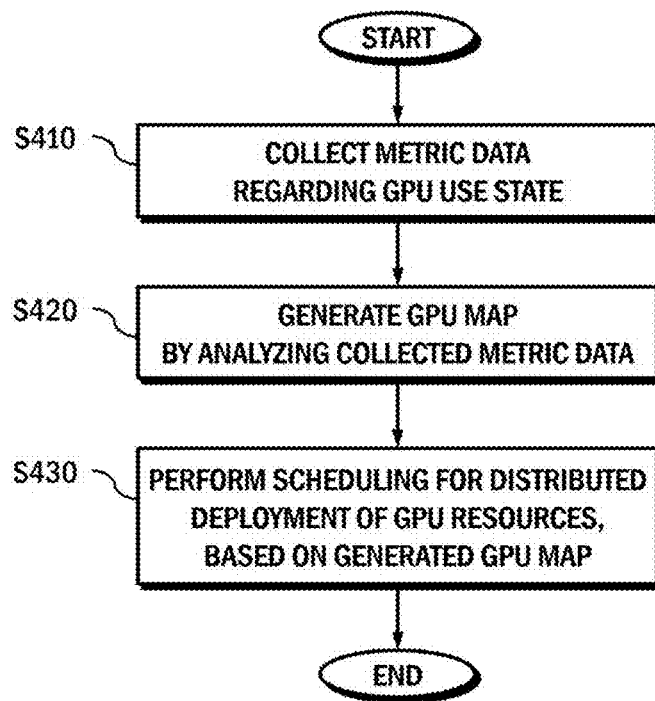 START
S410
COLLECT METRIC DATA
REGARDING GPU USE STATE
S420
GENERATE GPU MAP
BY ANALYZING COLLECTED METRIC DATA
S430
PERFORM SCHEDULING FOR DISTRIBUTED
DEPLOYMENT OF GPU RESOURCES,
BASED ON GENERATED GPU MAP
END